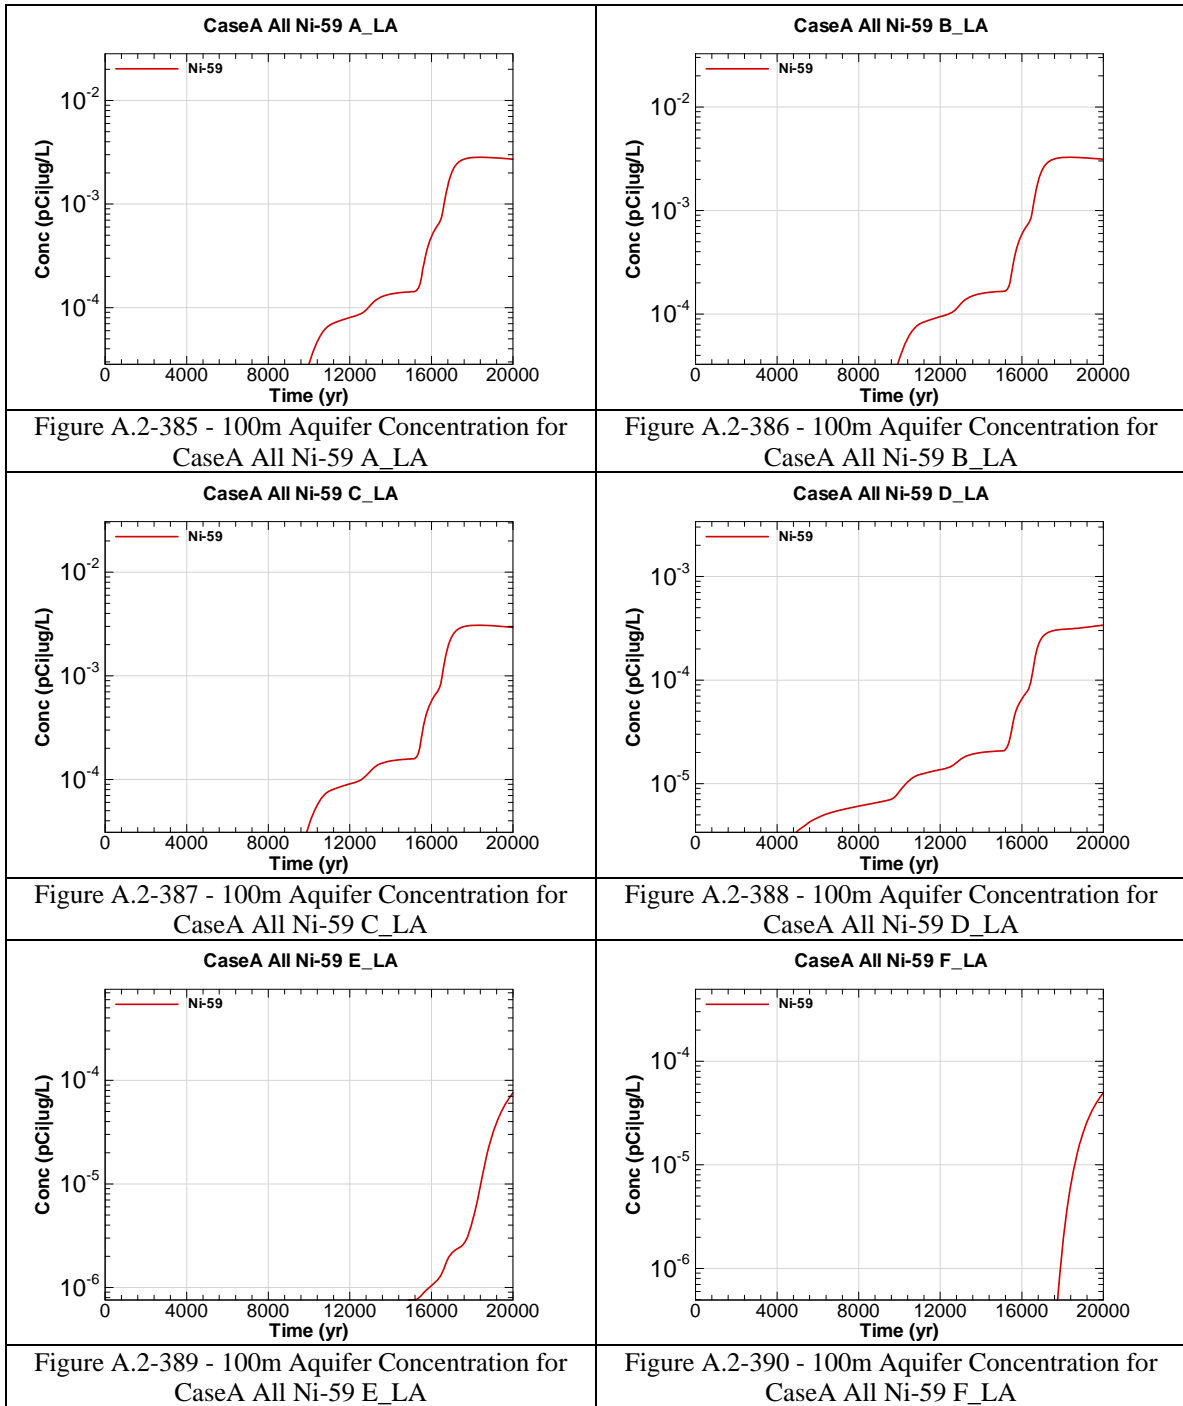 CaseA All Ni-59 A_LA
Ni-59
10-2
10-3
10-4
Conc (pCi|ug/L)
0 4000 8000 12000 16000 20000
Time (yr)
Figure A.2-385 - 100m Aquifer Concentration for
CaseA All Ni-59 A_LA
CaseA All Ni-59 B_LA
Ni-59
10-2
10-3
10-4
Conc (pCi|ug/L)
0 4000 8000 12000 16000 20000
Time (yr)
Figure A.2-386 - 100m Aquifer Concentration for
CaseA All Ni-59 B_LA
CaseA All Ni-59 C_LA
Ni-59
10-2
10-3
10-4
Conc (pCi|ug/L)
0 4000 8000 12000 16000 20000
Time (yr)
Figure A.2-387 - 100m Aquifer Concentration for
CaseA All Ni-59 C_LA
CaseA All Ni-59 D_LA
Ni-59
10-3
10-4
10-5
Conc (pCi|ug/L)
0 4000 8000 12000 16000 20000
Time (yr)
Figure A.2-388 - 100m Aquifer Concentration for
CaseA All Ni-59 D_LA
CaseA All Ni-59 E_LA
Ni-59
10-4
10-5
10-6
Conc (pCi|ug/L)
0 4000 8000 12000 16000 20000
Time (yr)
Figure A.2-389 - 100m Aquifer Concentration for
CaseA All Ni-59 E_LA
CaseA All Ni-59 F_LA
Ni-59
10-4
10-5
10-6
Conc (pCi|ug/L)
0 4000 8000 12000 16000 20000
Time (yr)
Figure A.2-390 - 100m Aquifer Concentration for
CaseA All Ni-59 F_LA